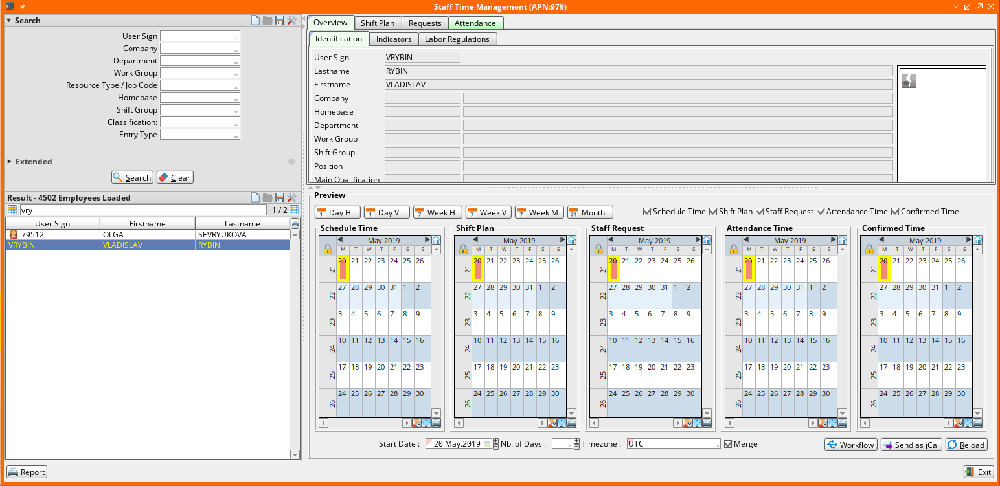 Staff Time Management (APN:979)
Search
User Sign
Company
Department
Work Group
Resource Type / Job Code
Homebase
Shift Group
Classification:
Entry Type
Extended
Search Clear
Result - 4502 Employees Loaded
vry 1 / 2
User Sign Firstname Lastname
79512 OLGA SEVRYUKOVA
VRYBIN VLADISLAV RYBIN
Report
Overview Shift Plan Requests Attendance
Identification Indicators Labor Regulations
User Sign VRYBIN
Lastname RYBIN
Firstname VLADISLAV
Company
Homebase
Department
Work Group
Shift Group
Position
Main Qualification
Preview
1 Day H 1 Day V 7 Week H 7 Week V 7 Week M 31 Month
Schedule Time Shift Plan Staff Request Attendance Time Confirmed Time
Schedule Time
May 2019
M T W T F S S
21 20 21 22 23 24 25 26
22 27 28 29 30 31 1 2
23 3 4 5 6 7 8 9
24 10 11 12 13 14 15 16
25 17 18 19 20 21 22 23
26 24 25 26 27 28 29 30
Shift Plan
May 2019
M T W T F S S
21 20 21 22 23 24 25 26
22 27 28 29 30 31 1 2
23 3 4 5 6 7 8 9
24 10 11 12 13 14 15 16
25 17 18 19 20 21 22 23
26 24 25 26 27 28 29 30
Staff Request
May 2019
M T W T F S S
21 20 21 22 23 24 25 26
22 27 28 29 30 31 1 2
23 3 4 5 6 7 8 9
24 10 11 12 13 14 15 16
25 17 18 19 20 21 22 23
26 24 25 26 27 28 29 30
Attendance Time
May 2019
M T W T F S S
21 20 21 22 23 24 25 26
22 27 28 29 30 31 1 2
23 3 4 5 6 7 8 9
24 10 11 12 13 14 15 16
25 17 18 19 20 21 22 23
26 24 25 26 27 28 29 30
Confirmed Time
May 2019
M T W T F S S
21 20 21 22 23 24 25 26
22 27 28 29 30 31 1 2
23 3 4 5 6 7 8 9
24 10 11 12 13 14 15 16
25 17 18 19 20 21 22 23
26 24 25 26 27 28 29 30
Start Date : 20.May.2019 Nb. of Days : Timezone : UTC Merge
Workflow Send as iCal Reload
Exit